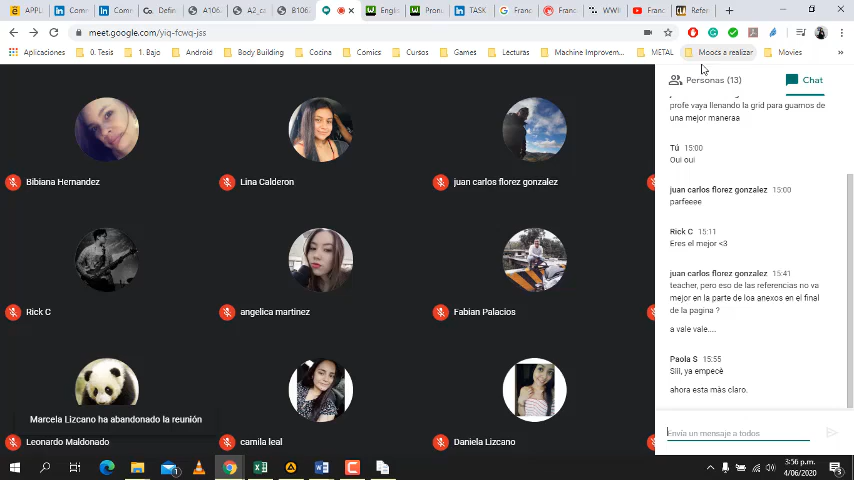 APPL
Com
Com
Co. Defin
A106.
A2_ca
B106.
Englis
Pronu
TASK
Franc
Franc
WWI
Franc
Refer
meet.google.com/yiq-fcwq-jss
Aplicaciones
0. Tesis
1. Bajo
Android
Body Building
Cocina
Comics
Cursos
Games
Lecturas
Machine Improvem...
METAL
Moocs a realizar
Movies
»
Personas (13)
Chat
profe vaya llenando la grid para guarnos de
una mejor maneraa
Tú 15:00
Oui oui
juan carlos florez gonzalez 15:00
parfeeee
Rick C 15:11
Eres el mejor <3
juan carlos florez gonzalez 15:41
teacher, pero eso de las referencias no va
mejor en la parte de loa anexos en el final
de la pagina ?
a vale vale....
Paola S 15:55
Siii, ya empecé
ahora esta màs claro.
Envía un mensaje a todos
Bibiana Hernandez
Lina Calderon
juan carlos florez gonzalez
Rick C
angelica martinez
Fabian Palacios
Marcela Lizcano ha abandonado la reunión
Leonardo Maldonado
camila leal
Daniela Lizcano
3:56 p.m.
4/06/2020